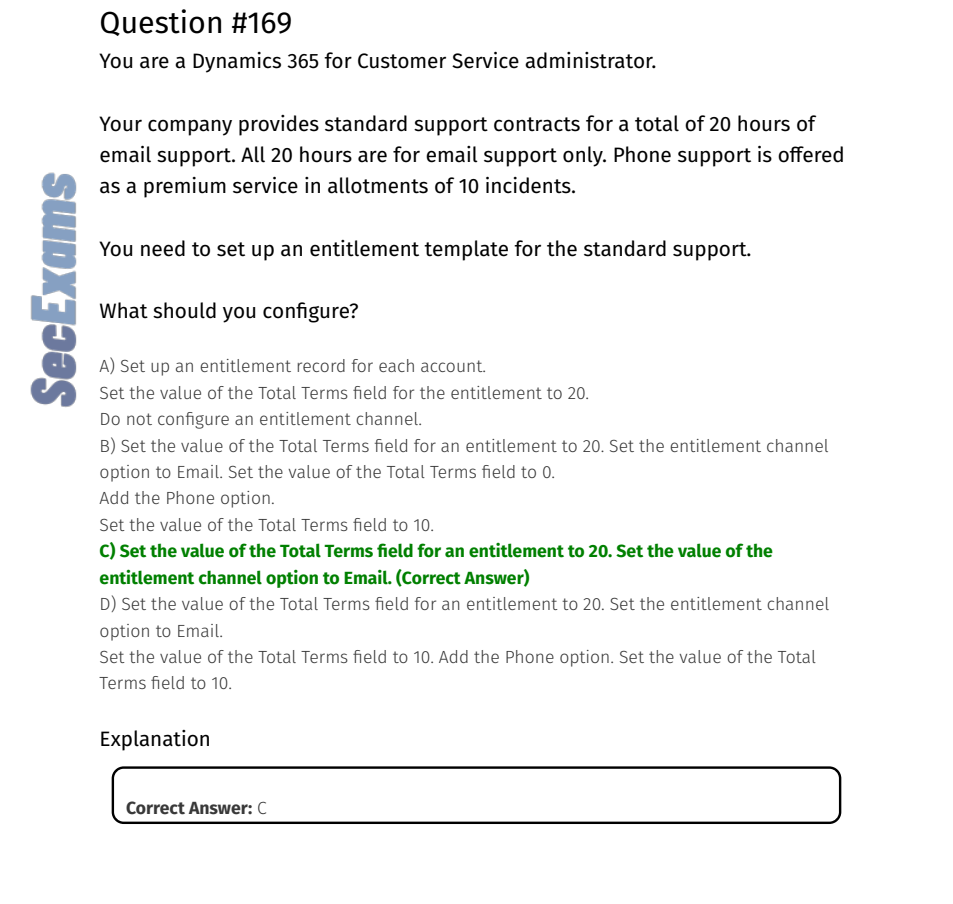 Question #169
You are a Dynamics 365 for Customer Service administrator.
Your company provides standard support contracts for a total of 20 hours of
email support. All 20 hours are for email support only. Phone support is offered
as a premium service in allotments of 10 incidents.
You need to set up an entitlement template for the standard support.
What should you configure?
SecExams
A) Set up an entitlement record for each account.
Set the value of the Total Terms field for the entitlement to 20.
Do not configure an entitlement channel.
B) Set the value of the Total Terms field for an entitlement to 20. Set the entitlement channel
option to Email. Set the value of the Total Terms field to 0.
Add the Phone option.
Set the value of the Total Terms field to 10.
C) Set the value of the Total Terms field for an entitlement to 20. Set the value of the
entitlement channel option to Email. (Correct Answer)
D) Set the value of the Total Terms field for an entitlement to 20. Set the entitlement channel
option to Email.
Set the value of the Total Terms field to 10. Add the Phone option. Set the value of the Total
Terms field to 10.
Explanation
Correct Answer: C